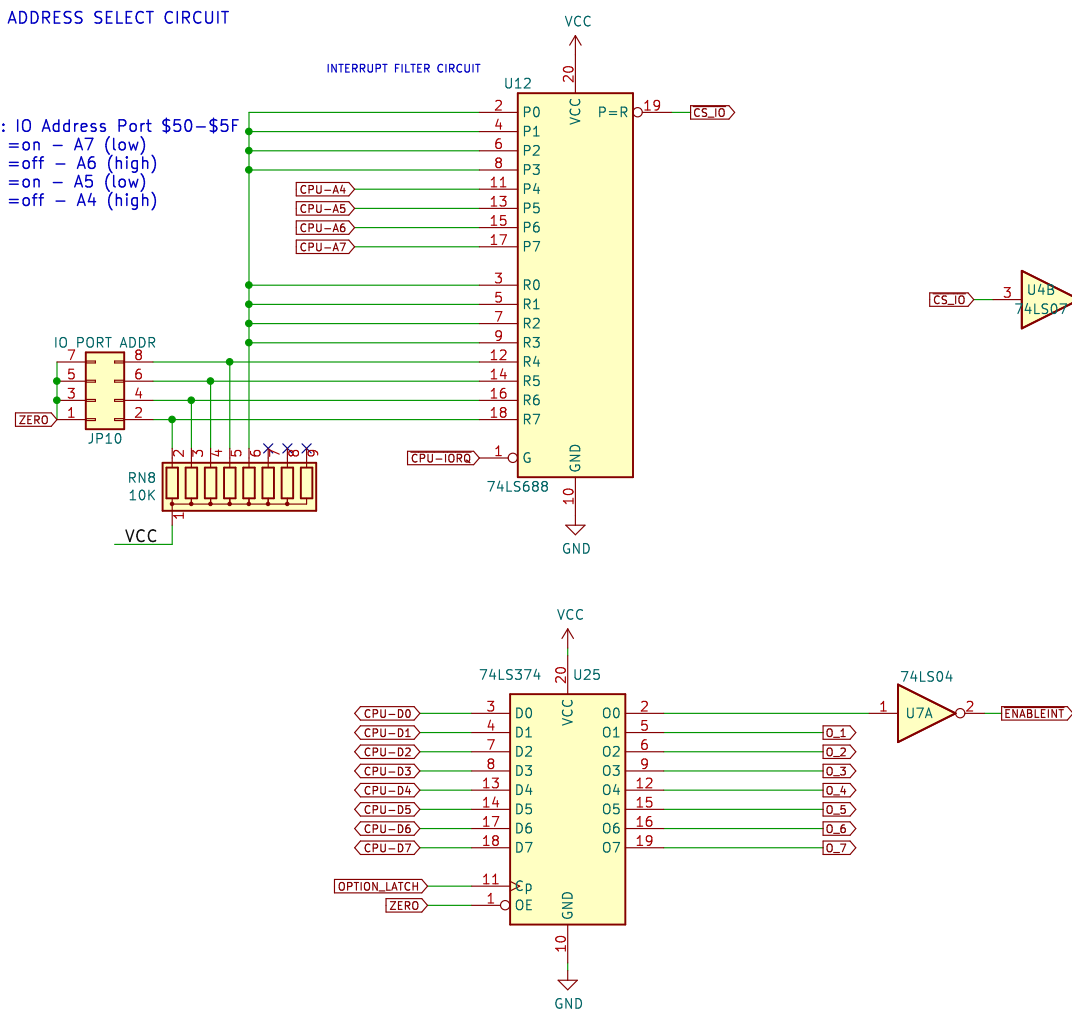 ADDRESS SELECT CIRCUIT
VCC
INTERRUPT FILTER CIRCUIT
: IO Address Port $50-$5F
=on - A7 (low)
=off - A6 (high)
=on - A5 (low)
=off - A4 (high)
U12
20
VCC
2 P0
4 P1
6 P2
8 P3
CPU-A4 11 P4
CPU-A5 13 P5
CPU-A6 15 P6
CPU-A7 17 P7
P=R 19 CS_IO
3 R0
5 R1
7 R2
9 R3
12 R4
14 R5
16 R6
18 R7
CPU-IORQ 1 G
GND
10
74LS688
GND
CS_IO 3 U4B
74LS07
IO PORT ADDR
7 8
5 6
3 4
ZERO 1 2
JP10
2 3 4 5 6 7 8 9
RN8
10K
1
VCC
VCC
74LS374 20 U25
VCC
CPU-D0 3 D0 O0 2
CPU-D1 4 D1 O1 5 O_1
CPU-D2 7 D2 O2 6 O_2
CPU-D3 8 D3 O3 9 O_3
CPU-D4 13 D4 O4 12 O_4
CPU-D5 14 D5 O5 15 O_5
CPU-D6 17 D6 O6 16 O_6
CPU-D7 18 D7 O7 19 O_7
OPTION_LATCH 11 Cp
ZERO 1 OE
GND
10
GND
74LS04
1 U7A 2 ENABLEINT